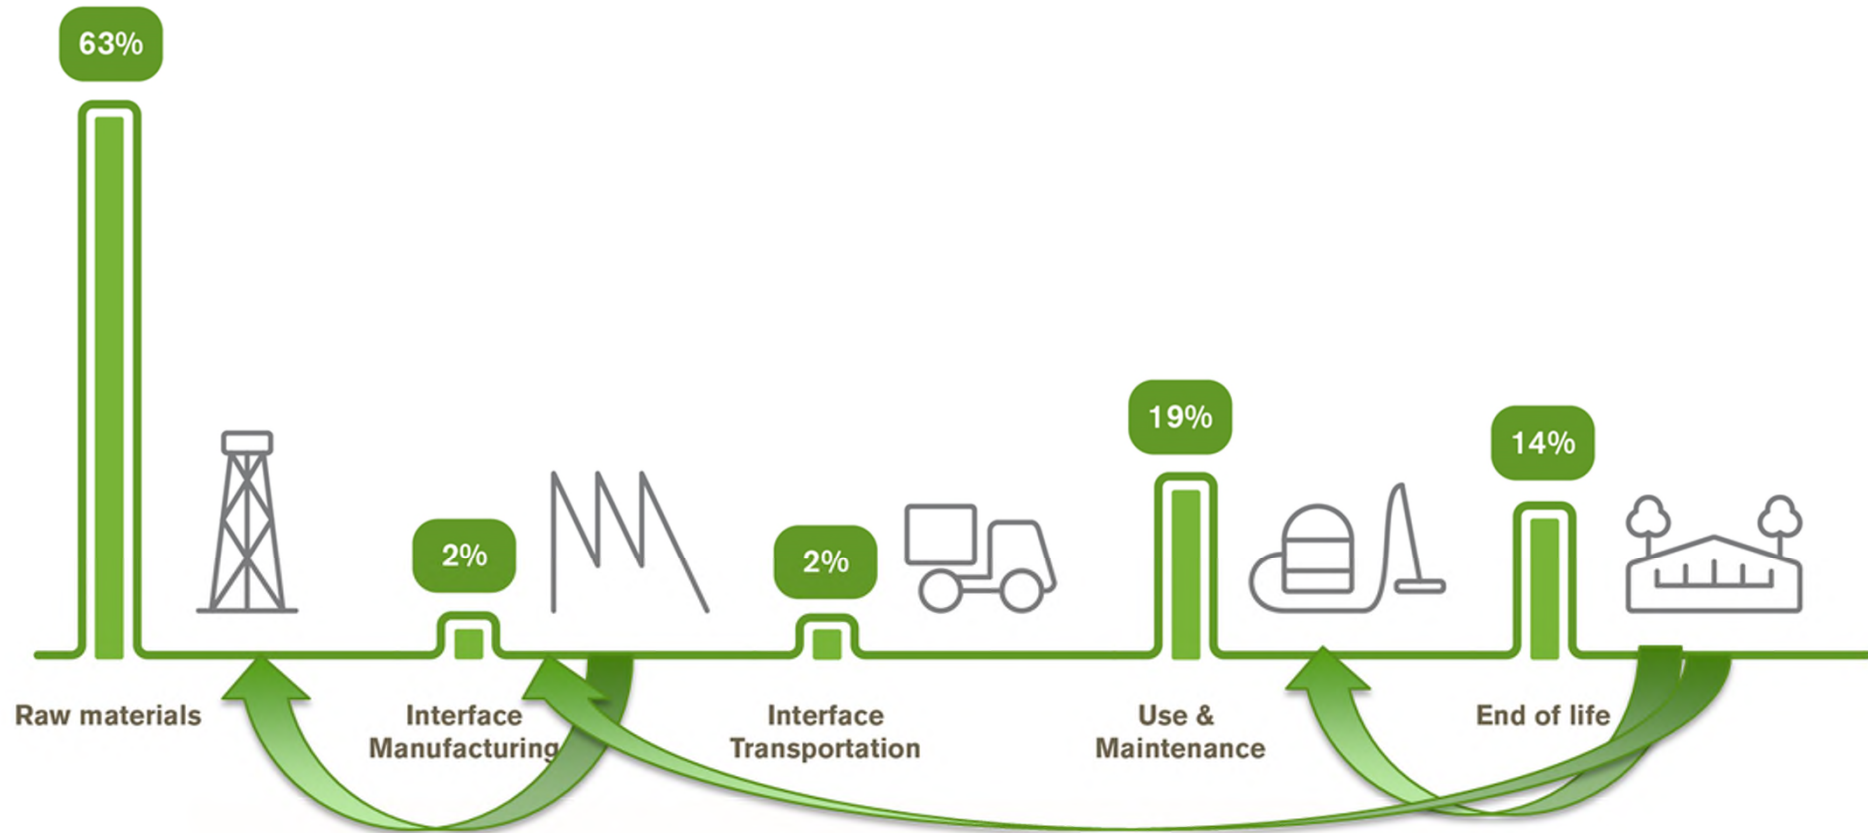 63%
2%
2%
19%
14%
Raw materials
Interface
Manufacturing
Interface
Transportation
Use &
Maintenance
End of life